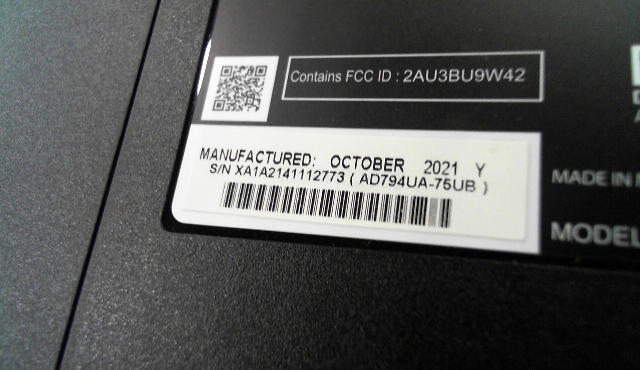 Contains FCC ID : 2AU3BU9W42
MANUFACTURED: OCTOBER 2021 Y
S/N XA1A2141112773 ( AD794UA-75UB )
MADE IN
MODEL